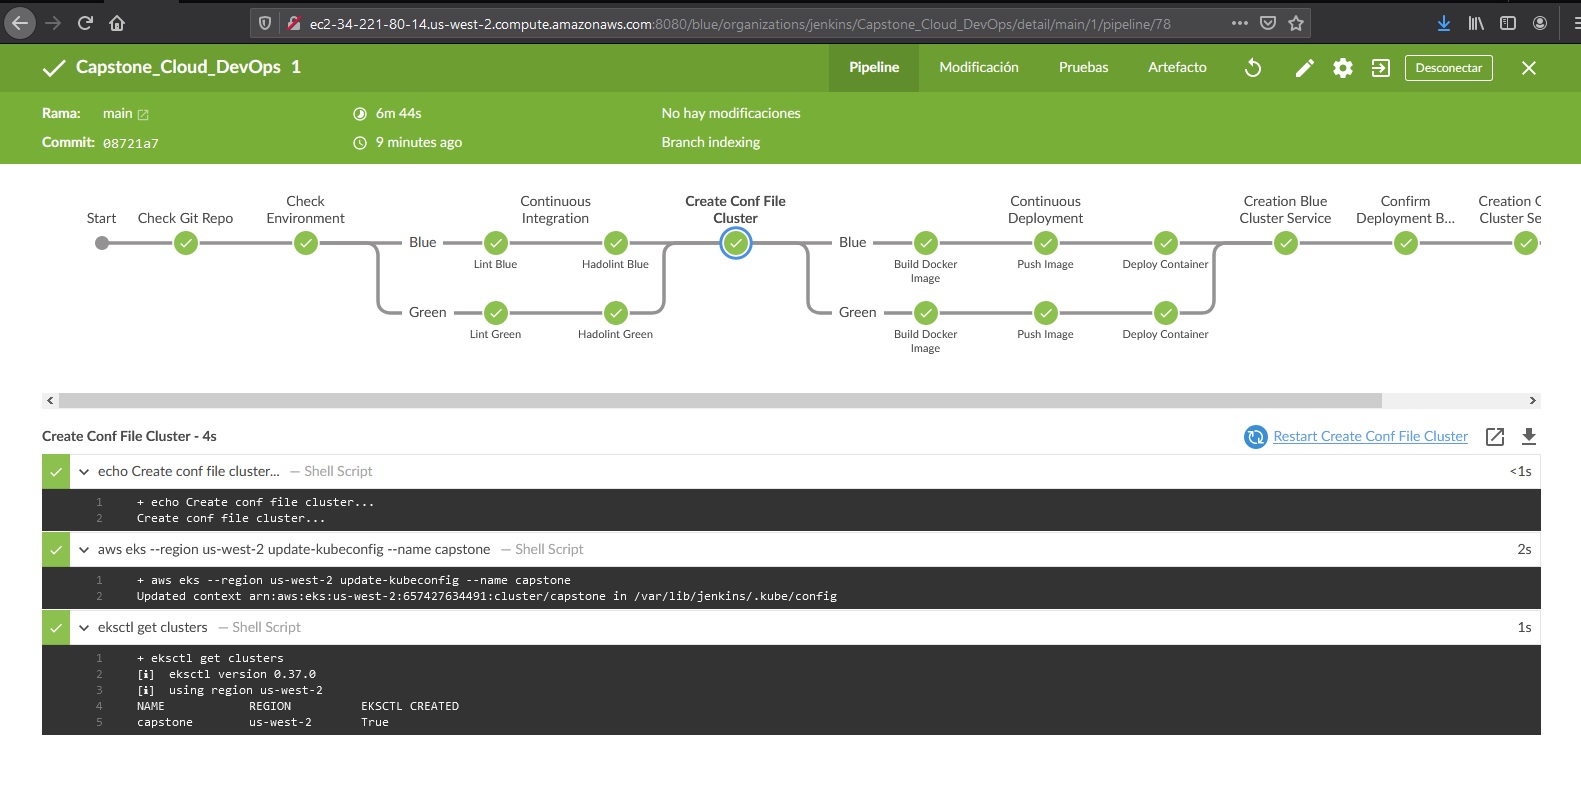 ec2-34-221-80-14.us-west-2.compute.amazonaws.com:8080/blue/organizations/jenkins/Capstone_Cloud_DevOps/detail/main/1/pipeline/78
Capstone_Cloud_DevOps 1
Pipeline Modificación Pruebas Artefacto Desconectar
Rama: main 6m 44s No hay modificaciones
Commit: 08721a7 9 minutes ago Branch indexing
Start
Check Git Repo
Check
Environment
Continuous
Integration
Create Conf File
Cluster
Continuous
Deployment
Creation Blue
Cluster Service
Confirm
Deployment B...
Creation G
Cluster Se
Blue
Lint Blue
Hadolint Blue
Blue
Build Docker
Image
Push Image
Deploy Container
Green
Lint Green
Hadolint Green
Green
Build Docker
Image
Push Image
Deploy Container
Create Conf File Cluster - 4s Restart Create Conf File Cluster
echo Create conf file cluster... — Shell Script <1s
1 + echo Create conf file cluster...
2 Create conf file cluster...
aws eks --region us-west-2 update-kubeconfig --name capstone — Shell Script 2s
1 + aws eks --region us-west-2 update-kubeconfig --name capstone
2 Updated context arn:aws:eks:us-west-2:657427634491:cluster/capstone in /var/lib/jenkins/.kube/config
eksctl get clusters — Shell Script 1s
1 + eksctl get clusters
2 [ℹ] eksctl version 0.37.0
3 [ℹ] using region us-west-2
4 NAME REGION EKSCTL CREATED
5 capstone us-west-2 True